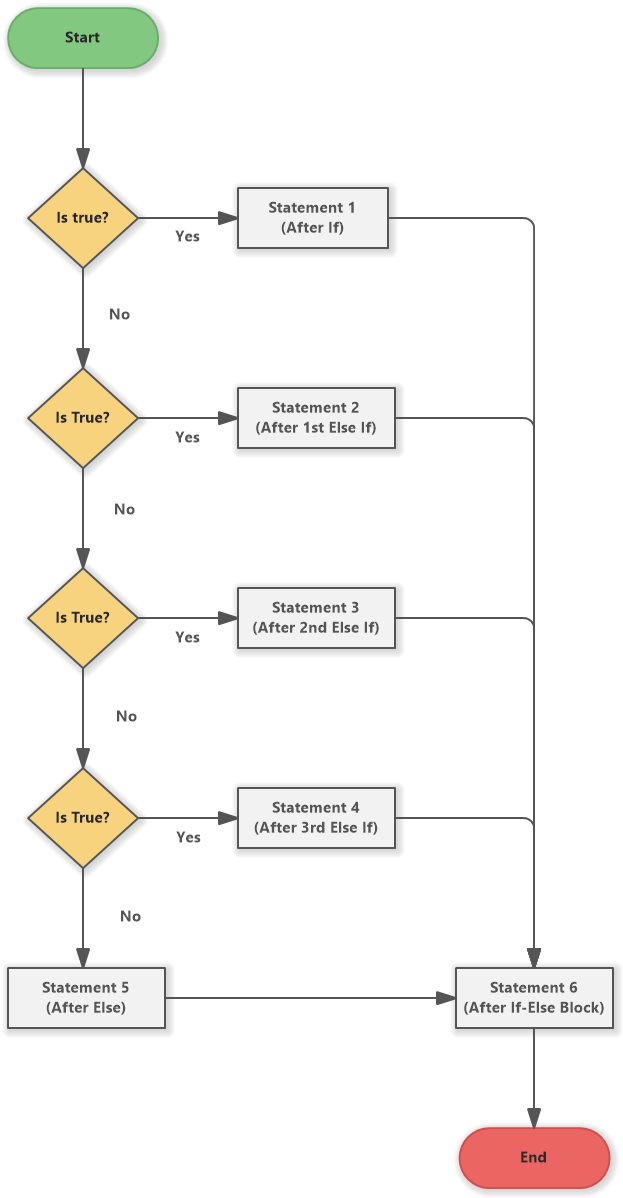 Start
Is true?
Yes
Statement 1
(After If)
No
Is True?
Yes
Statement 2
(After 1st Else If)
No
Is True?
Yes
Statement 3
(After 2nd Else If)
No
Is True?
Yes
Statement 4
(After 3rd Else If)
No
Statement 5
(After Else)
Statement 6
(After If-Else Block)
End